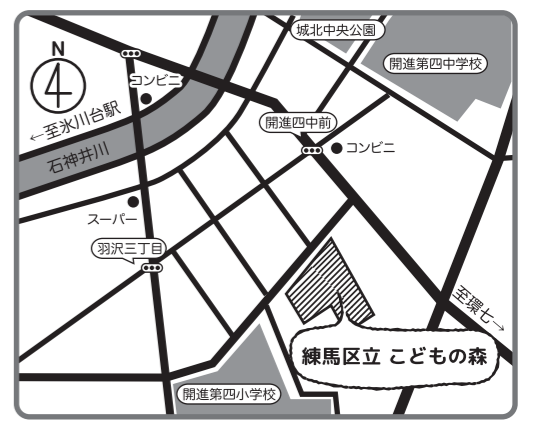 城北中央公園
N
開進第四中学校
コンビニ
←至氷川台駅
開進四中前
コンビニ
石神井川
スーパー
羽沢三丁目
至環七→
練馬区立 こどもの森
開進第四小学校